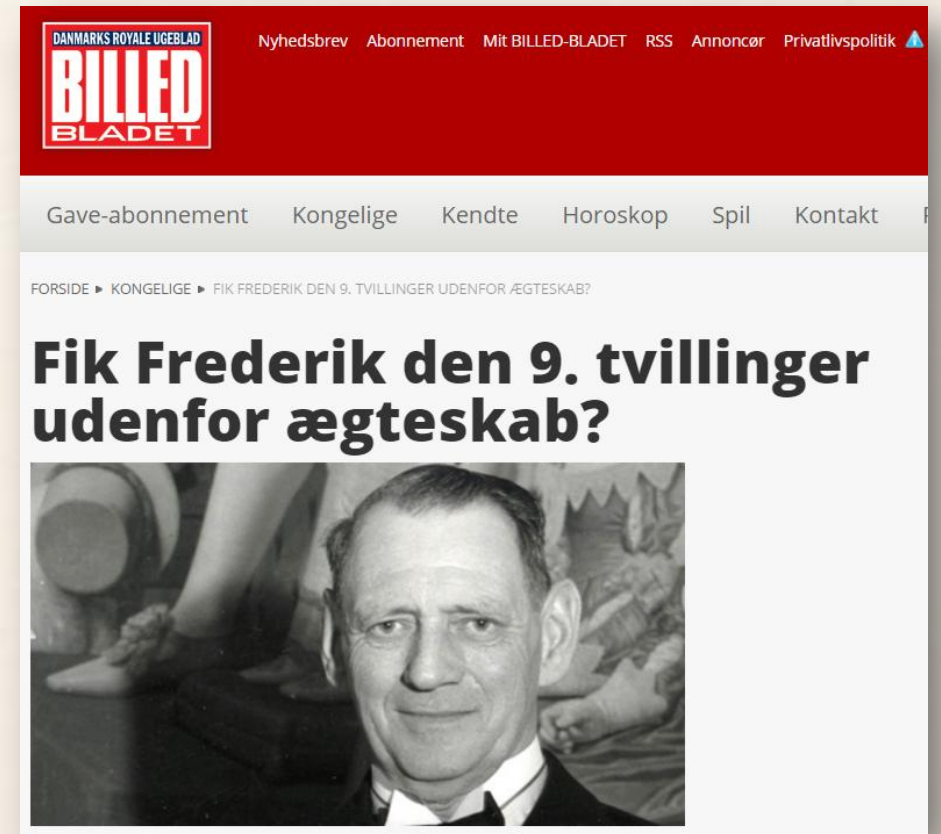 DANMARKS ROYALE UGEBLAD
BILLED
BLADET
Nyhedsbrev Abonnement Mit BILLED-BLADET RSS Annoncør Privatlivspolitik
Gave-abonnement Kongelige Kendte Horoskop Spil Kontakt
FORSIDE ▸ KONGELIGE ▸ FIK FREDERIK DEN 9. TVILLINGER UDENFOR ÆGTESKAB?
Fik Frederik den 9. tvillinger
udenfor ægteskab?